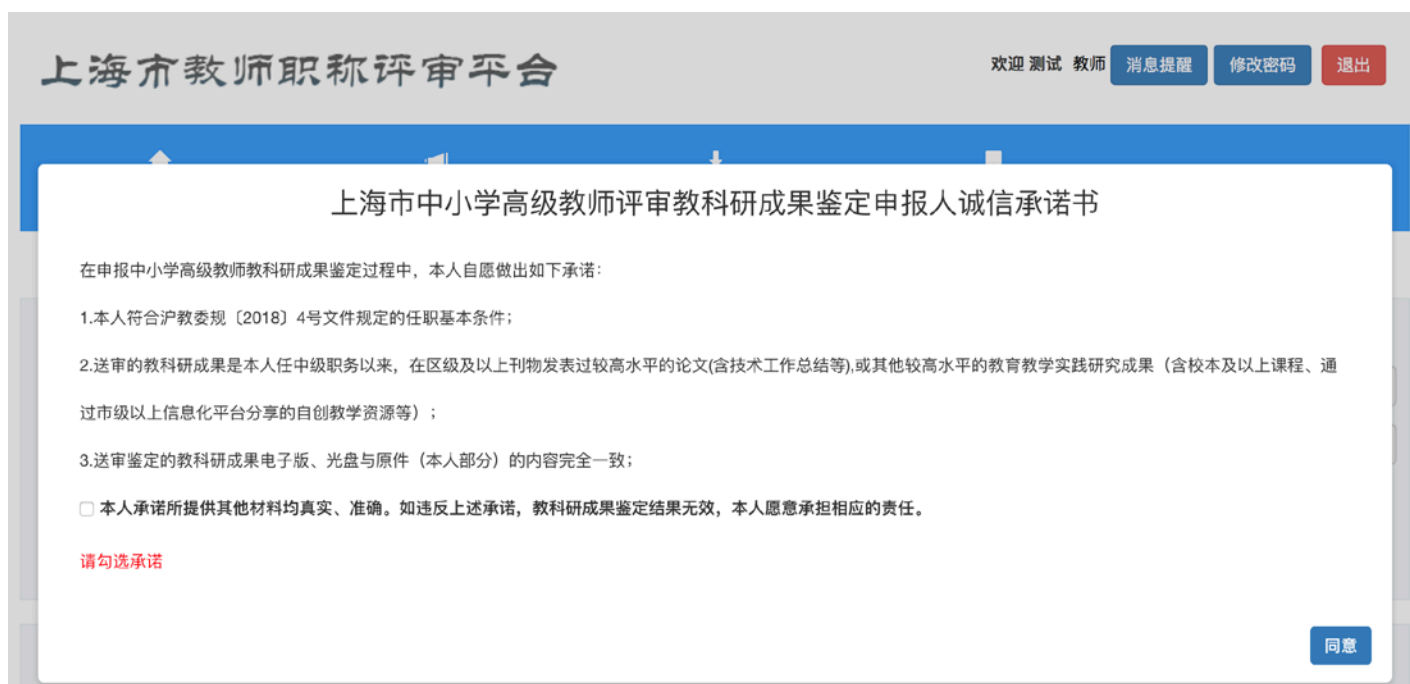 上海市教师职称评审平台
欢迎 测试 教师 消息提醒 修改密码 退出
上海市中小学高级教师评审教科研成果鉴定申报人诚信承诺书
在申报中小学高级教师教科研成果鉴定过程中，本人自愿做出如下承诺：
1.本人符合沪教委规〔2018〕4号文件规定的任职基本条件；
2.送审的教科研成果是本人任中级职务以来，在区级及以上刊物发表过较高水平的论文(含技术工作总结等),或其他较高水平的教育教学实践研究成果（含校本及以上课程、通
过市级以上信息化平台分享的自创教学资源等）；
3.送审鉴定的教科研成果电子版、光盘与原件（本人部分）的内容完全一致；
本人承诺所提供其他材料均真实、准确。如违反上述承诺，教科研成果鉴定结果无效，本人愿意承担相应的责任。
请勾选承诺
同意